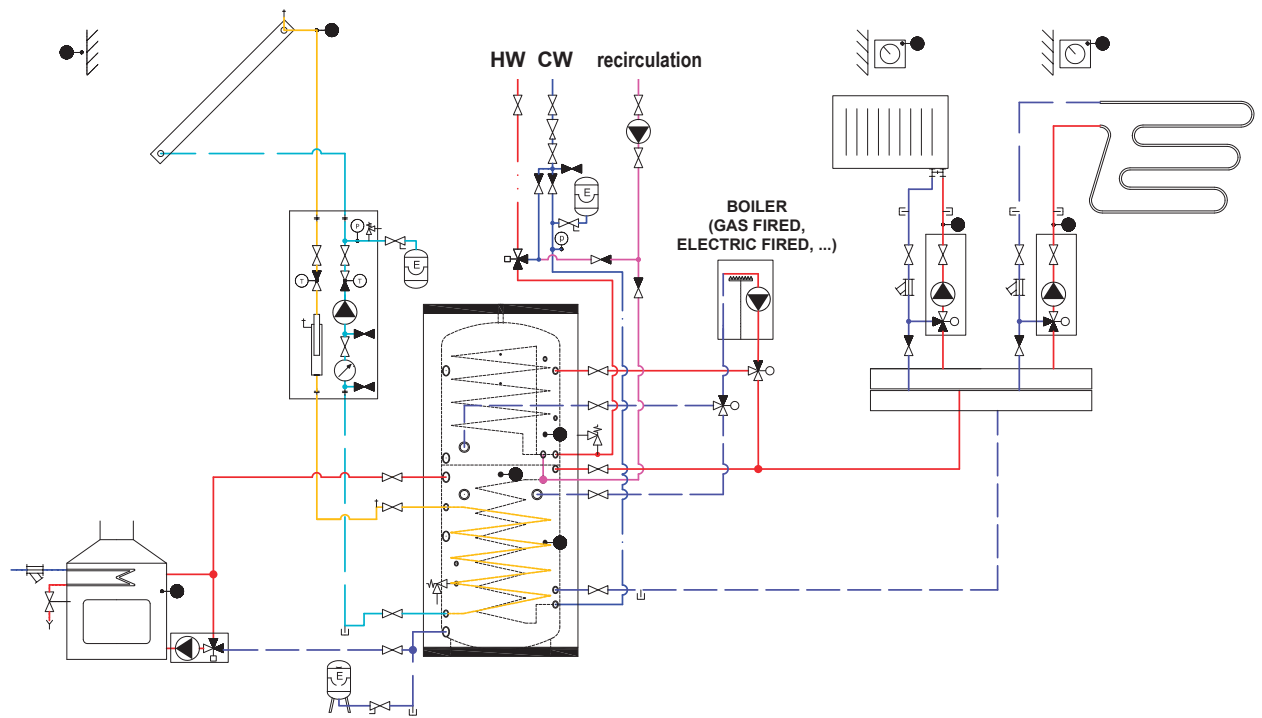 HW CW recirculation
BOILER
(GAS FIRED,
ELECTRIC FIRED, ...)
E
P
P
E
T
T
E